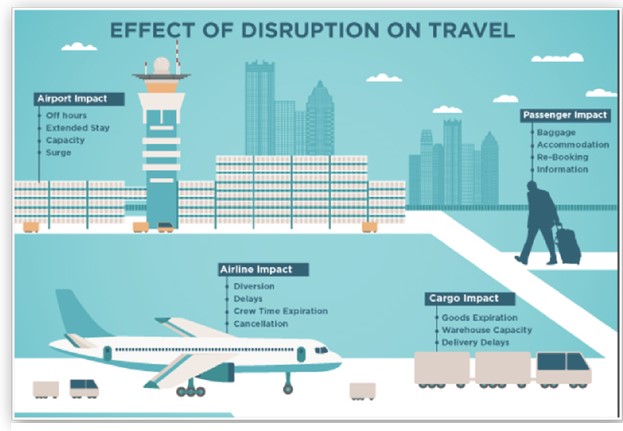 EFFECT OF DISRUPTION ON TRAVEL
Airport Impact
Off hours
Extended Stay
Capacity
Surge
Passenger Impact
Baggage
Accommodation
Re-Booking
Information
Airline Impact
Diversion
Delays
Crew Time Expiration
Cancellation
Cargo Impact
Goods Expiration
Warehouse Capacity
Delivery Delays